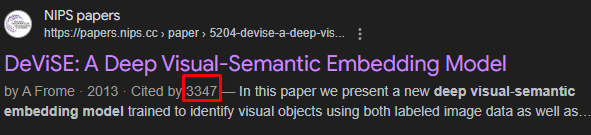 NIPS papers
https://papers.nips.cc › paper › 5204-devise-a-deep-vis...
DeViSE: A Deep Visual-Semantic Embedding Model
by A Frome · 2013 · Cited by 3347 — In this paper we present a new deep visual-semantic
embedding model trained to identify visual objects using both labeled image data as well as...